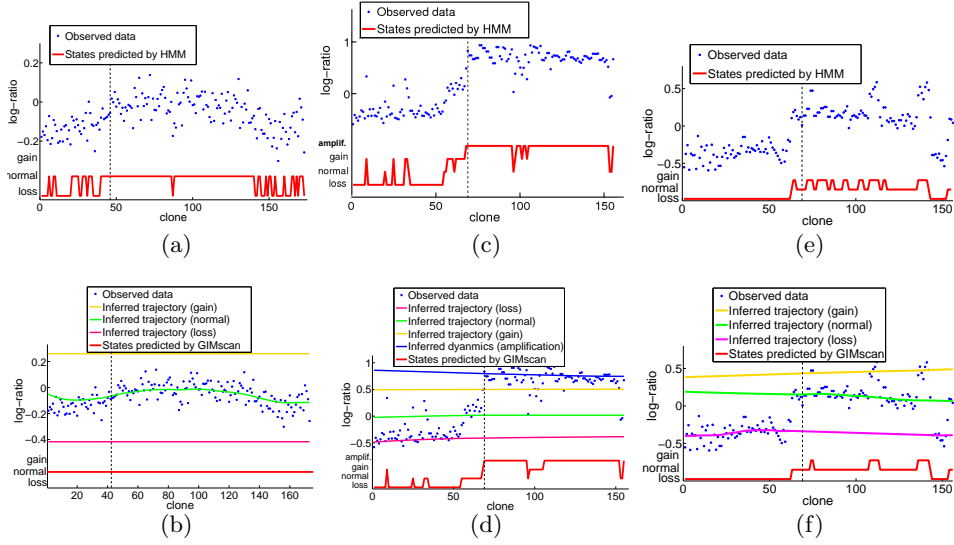 Observed data
States predicted by HMM
log−ratio
0.2
0
−0.2
gain
normal
loss
0
50
100
150
clone
(a)
Observed data
States predicted by HMM
log−ratio
1
0
amplif.
gain
normal
loss
0
50
100
150
clone
(c)
Observed data
States predicted by HMM
log−ratio
0.5
0
−0.5
gain
normal
loss
0
50
100
150
clone
(e)
Observed data
Inferred trajectory (gain)
Inferred trajectory (normal)
Inferred trajectory (loss)
States predicted by GIMscan
log−ratio
0.2
0
−0.2
−0.4
gain
normal
loss
20
40
60
80
100
120
140
160
clone
(b)
Observed data
Inferred trajectory (loss)
Inferred trajectory (normal)
Inferred trajectory (gain)
Inferred dyanmics (amplification)
States predicted by GIMscan
log−ratio
1
0.5
0
−0.5
amplif.
gain
normal
loss
0
50
100
150
clone
(d)
Observed data
Inferred trajectory (gain)
Inferred trajectory (normal)
Inferred trajectory (loss)
States predicted by GIMscan
log−ratio
0.5
0
−0.5
gain
normal
loss
0
50
100
150
clone
(f)